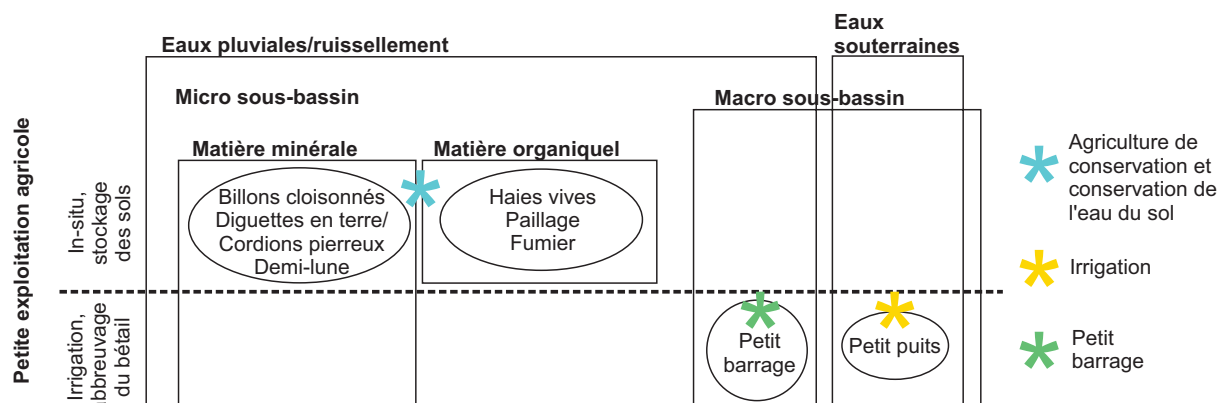 Eaux pluviales/ruissellement
Eaux
souterraines
Micro sous-bassin
Macro sous-bassin
Matière minérale
Matière organiquel
Petite exploitation agricole
In-situ,
stockage
des sols
Billons cloisonnés
Diguettes en terre/
Cordions pierreux
Demi-lune
Haies vives
Paillage
Fumier
Irrigation,
abbreuvage
du bétail
Petit
barrage
Petit puits
Agriculture de
conservation et
conservation de
l'eau du sol
Irrigation
Petit
barrage